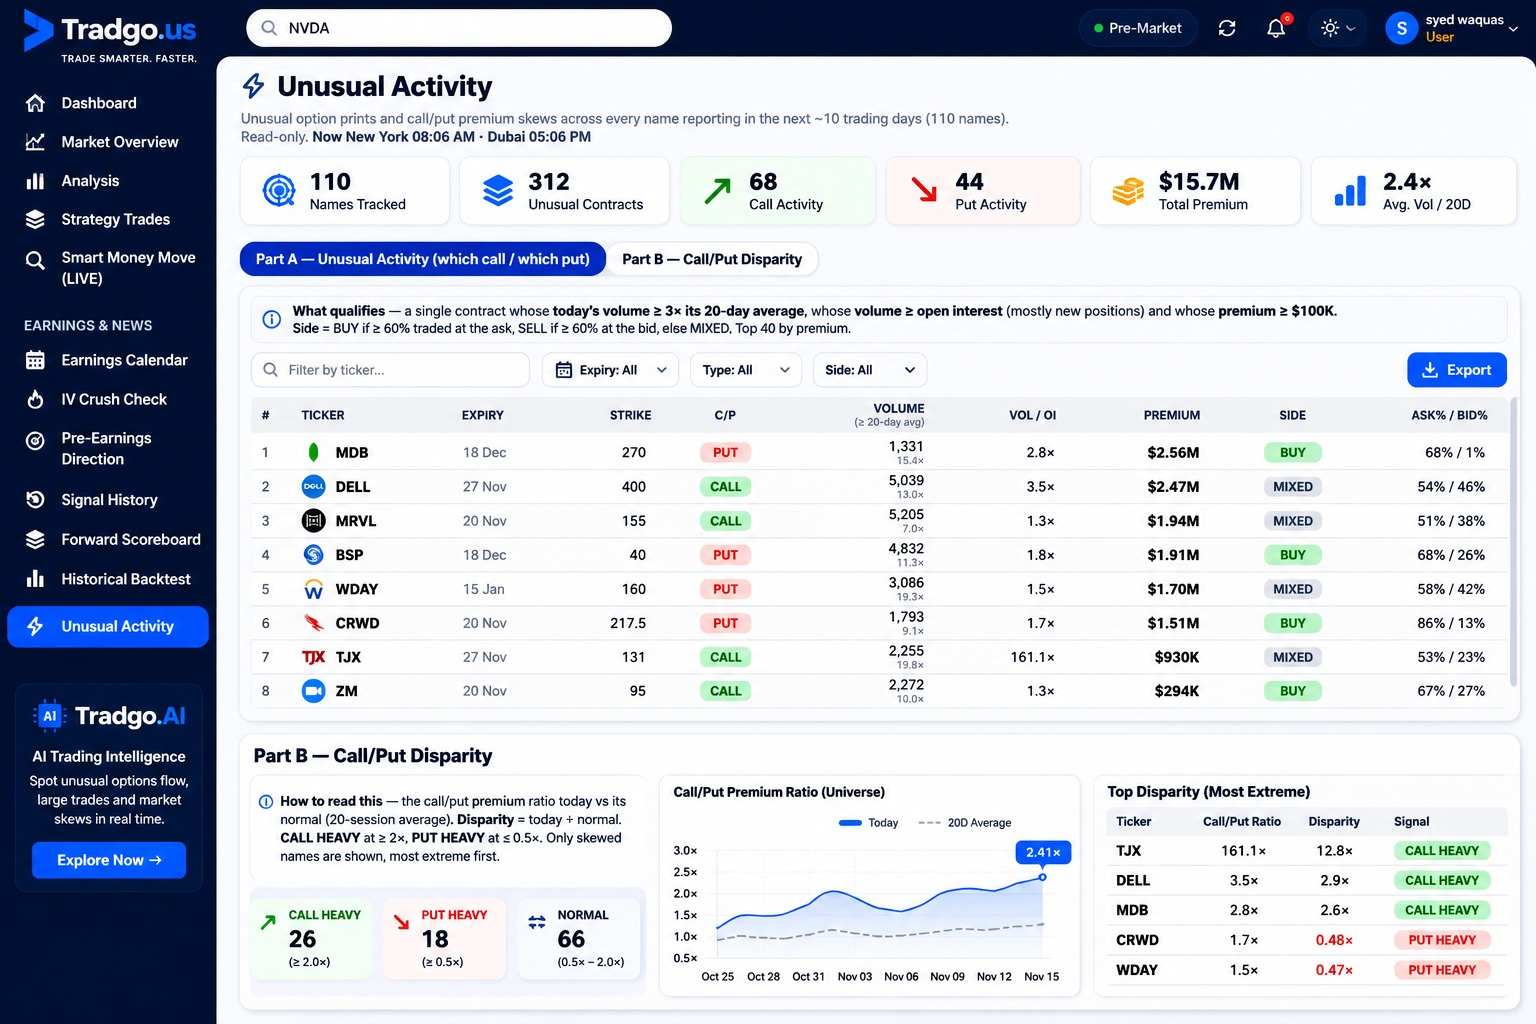 Tradgo.us
TRADE SMARTER. FASTER.
NVDA
Pre-Market
0
S
syed waquas
User
Dashboard
Market Overview
Analysis
Strategy Trades
Smart Money Move
(LIVE)
EARNINGS & NEWS
Earnings Calendar
IV Crush Check
Pre-Earnings
Direction
Signal History
Forward Scoreboard
Historical Backtest
Unusual Activity
AI
Tradgo.AI
AI Trading Intelligence
Spot unusual options flow,
large trades and market
skews in real time.
Explore Now →
Unusual Activity
Unusual option prints and call/put premium skews across every name reporting in the next ~10 trading days (110 names).
Read-only. Now New York 08:06 AM · Dubai 05:06 PM
110
Names Tracked
312
Unusual Contracts
68
Call Activity
44
Put Activity
$15.7M
Total Premium
2.4×
Avg. Vol / 20D
Part A — Unusual Activity (which call / which put)
Part B — Call/Put Disparity
What qualifies — a single contract whose today's volume ≥ 3× its 20-day average, whose volume ≥ open interest (mostly new positions) and whose premium ≥ $100K.
Side = BUY if ≥ 60% traded at the ask, SELL if ≥ 60% at the bid, else MIXED. Top 40 by premium.
Filter by ticker...
Expiry: All
Type: All
Side: All
Export
# TICKER EXPIRY STRIKE C/P VOLUME (≥ 20-day avg) VOL / OI PREMIUM SIDE ASK% / BID%
1 MDB 18 Dec 270 PUT 1,331 15.4× 2.8× $2.56M BUY 68% / 1%
2 DELL DELL 27 Nov 400 CALL 5,039 13.0× 3.5× $2.47M MIXED 54% / 46%
3 MRVL 20 Nov 155 CALL 5,205 7.0× 1.3× $1.94M MIXED 51% / 38%
4 BSP 18 Dec 40 PUT 4,832 11.3× 1.8× $1.91M BUY 68% / 26%
5 WDAY 15 Jan 160 PUT 3,086 19.3× 1.5× $1.70M MIXED 58% / 42%
6 CRWD 20 Nov 217.5 PUT 1,793 9.1× 1.7× $1.51M BUY 86% / 13%
7 TJX TJX 27 Nov 131 CALL 2,255 19.8× 161.1× $930K MIXED 53% / 23%
8 ZM 20 Nov 95 CALL 2,272 10.0× 1.3× $294K BUY 67% / 27%
Part B — Call/Put Disparity
How to read this — the call/put premium ratio today vs its
normal (20-session average). Disparity = today ÷ normal.
CALL HEAVY at ≥ 2×, PUT HEAVY at ≤ 0.5×. Only skewed
names are shown, most extreme first.
CALL HEAVY
26
(≥ 2.0×)
PUT HEAVY
18
(≥ 0.5×)
NORMAL
66
(0.5× – 2.0×)
Call/Put Premium Ratio (Universe)
Today
20D Average
2.41×
3.0×
2.5×
2.0×
1.5×
1.0×
0.5×
Oct 25 Oct 28 Oct 31 Nov 03 Nov 06 Nov 09 Nov 12 Nov 15
Top Disparity (Most Extreme)
Ticker Call/Put Ratio Disparity Signal
TJX 161.1× 12.8× CALL HEAVY
DELL 3.5× 2.9× CALL HEAVY
MDB 2.8× 2.6× CALL HEAVY
CRWD 1.7× 0.48× PUT HEAVY
WDAY 1.5× 0.47× PUT HEAVY